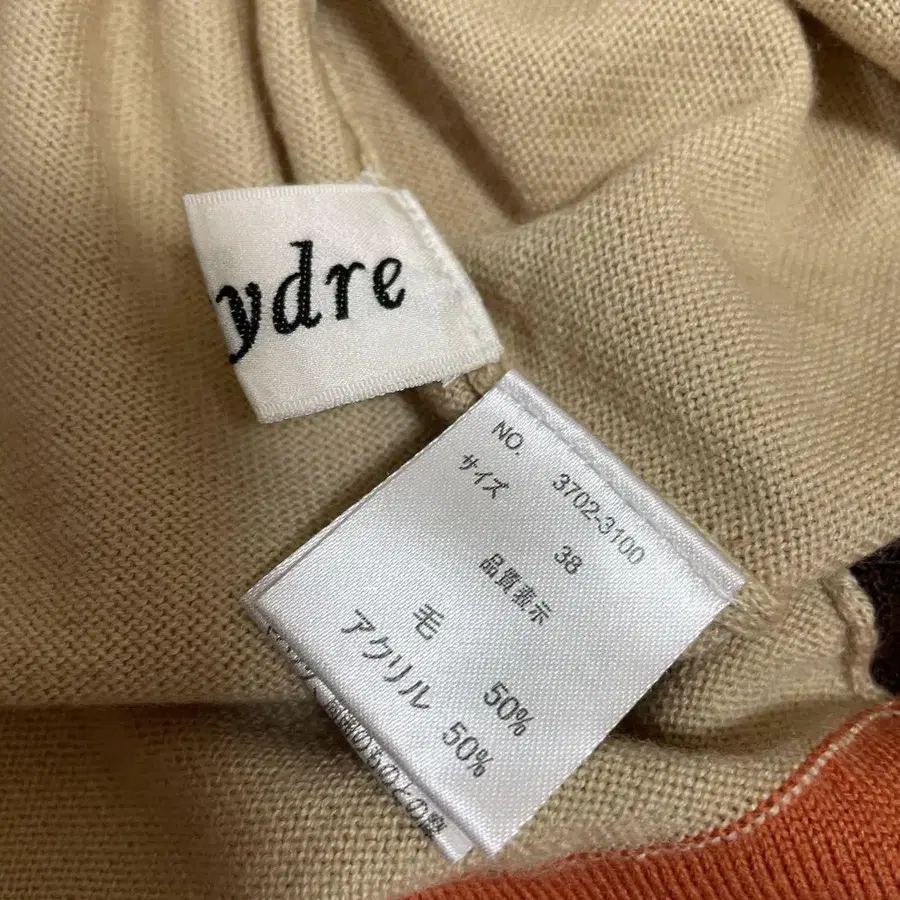 ydre
NO. 3702-3100
サイズ 38
品質表示
毛 50%
アクリル 50%